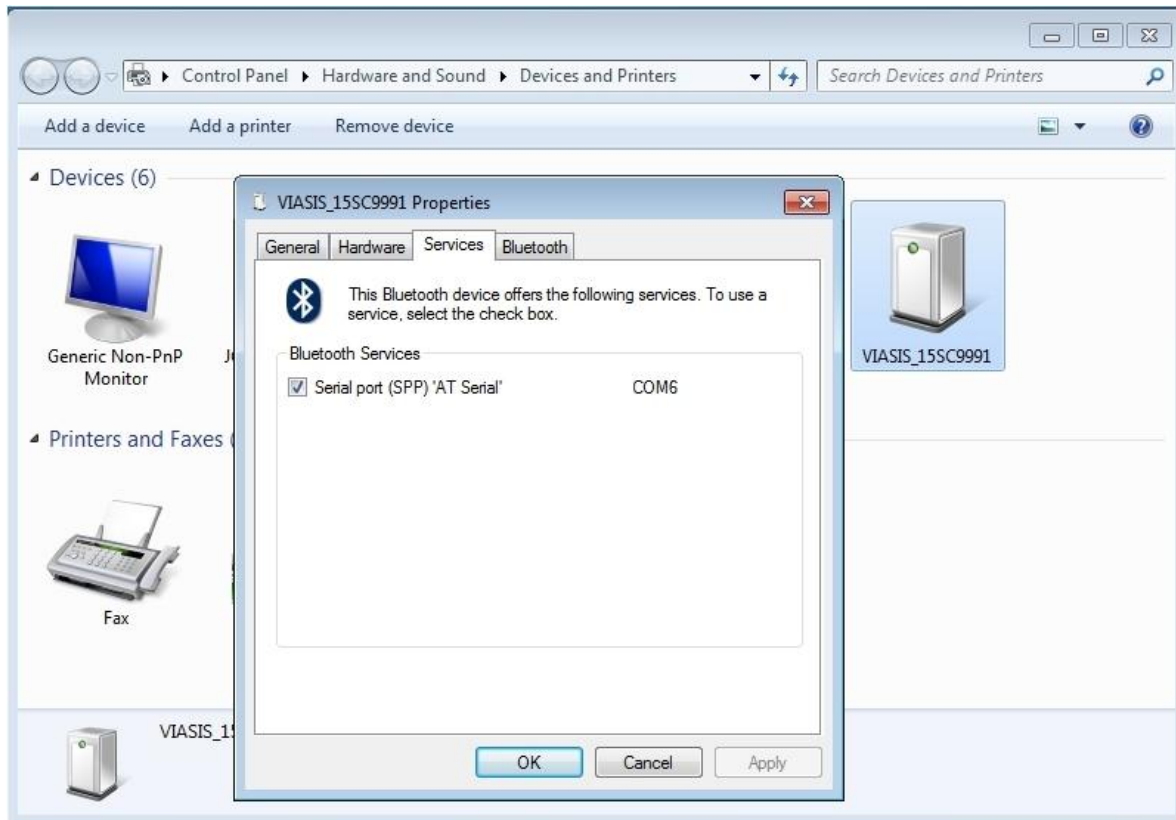 Control Panel Hardware and Sound Devices and Printers
Search Devices and Printers
Add a device Add a printer Remove device
Devices (6)
VIASIS_15SC9991 Properties
General Hardware Services Bluetooth
This Bluetooth device offers the following services. To use a
service, select the check box.
Bluetooth Services
Serial port (SPP) 'AT Serial' COM6
Generic Non-PnP
Monitor
VIASIS_15SC9991
Printers and Faxes
Fax
VIASIS_1
OK Cancel Apply